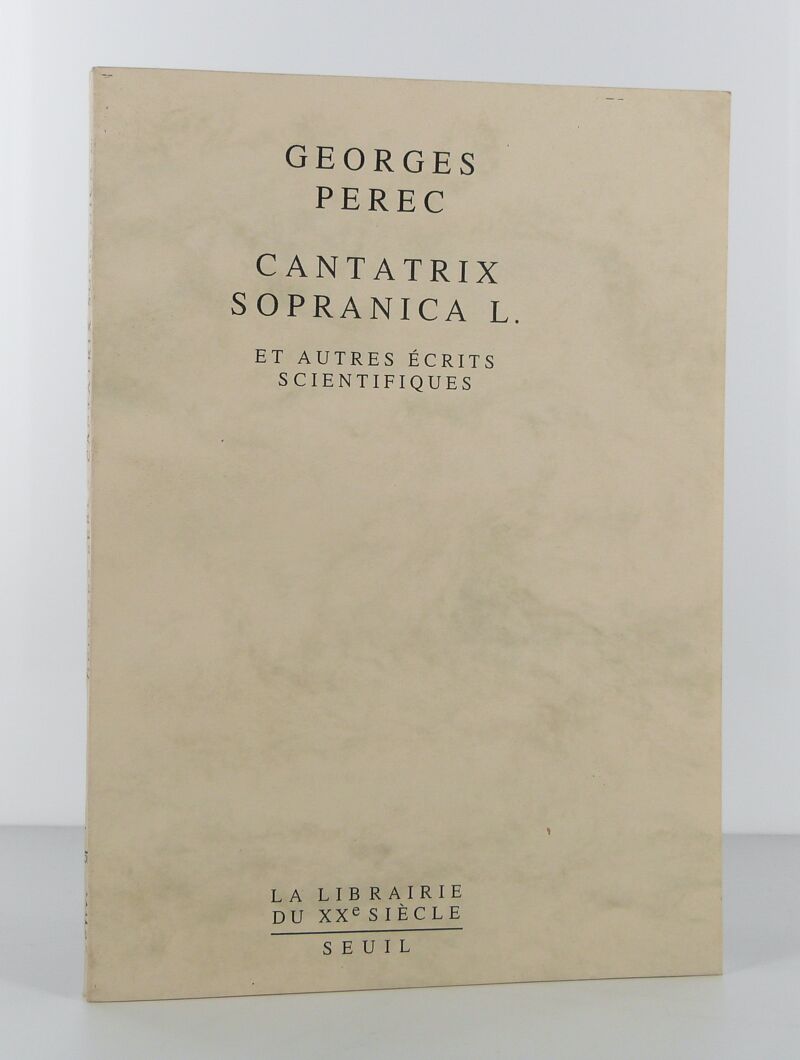 GEORGES
PEREC
CANTATRIX
SOPRANICA L.
ET AUTRES ÉCRITS
SCIENTIFIQUES
LA LIBRAIRIE
DU XXe SIÈCLE
SEUIL